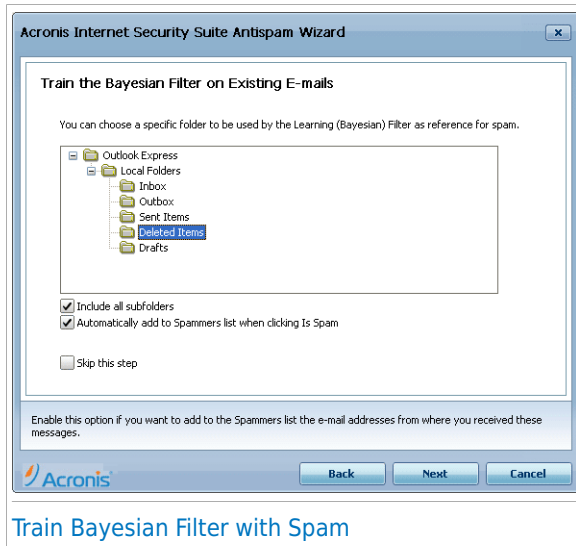 Acronis Internet Security Suite Antispam Wizard
x
Train the Bayesian Filter on Existing E-mails
You can choose a specific folder to be used by the Learning (Bayesian) Filter as reference for spam.
Outlook Express
Local Folders
Inbox
Outbox
Sent Items
Deleted Items
Drafts
Include all subfolders
Automatically add to Spammers list when clicking Is Spam
Skip this step
Enable this option if you want to add to the Spammers list the e-mail addresses from where you received these
messages.
Acronis
Back Next Cancel
Train Bayesian Filter with Spam